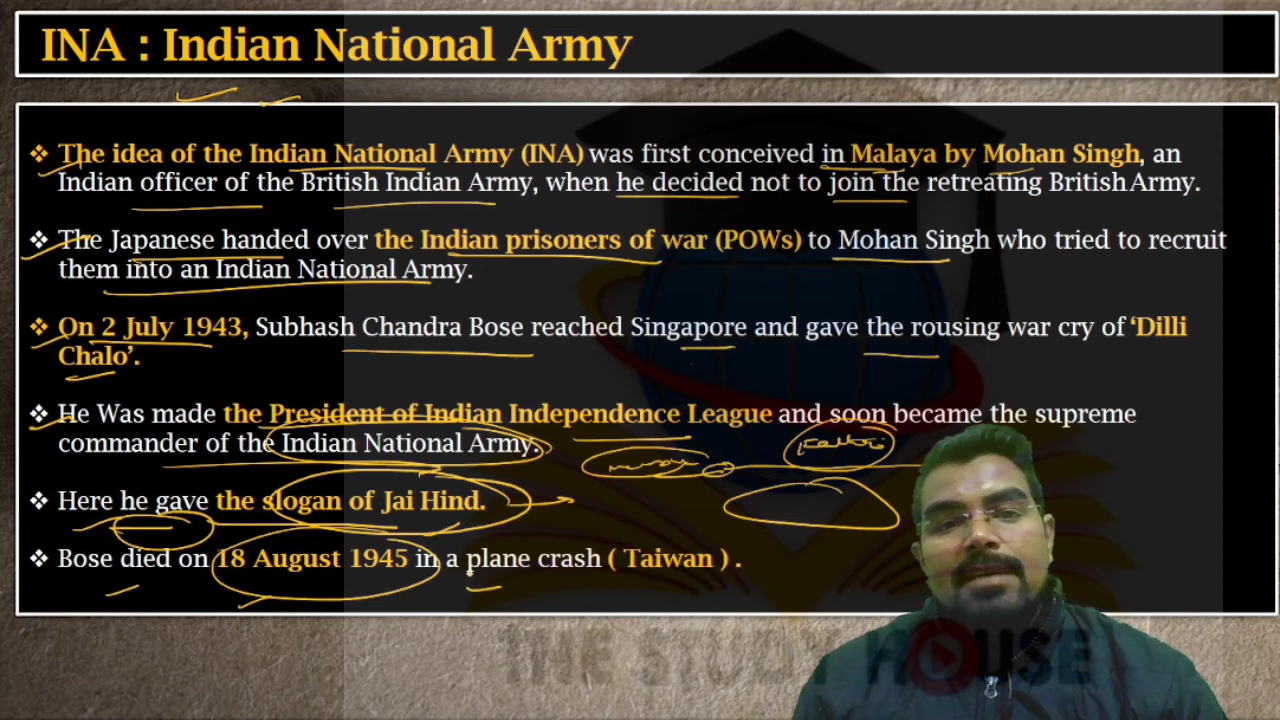 INA : Indian National Army
❖ The idea of the Indian National Army (INA) was first conceived in Malaya by Mohan Singh, an
Indian officer of the British Indian Army, when he decided not to join the retreating British Army.
❖ The Japanese handed over the Indian prisoners of war (POWs) to Mohan Singh who tried to recruit
them into an Indian National Army.
❖ On 2 July 1943, Subhash Chandra Bose reached Singapore and gave the rousing war cry of ‘Dilli
Chalo’.
❖ He Was made the President of Indian Independence League and soon became the supreme
commander of the Indian National Army.
❖ Here he gave the slogan of Jai Hind.
❖ Bose died on 18 August 1945 in a plane crash ( Taiwan ) .
THE STUDY HOUSE